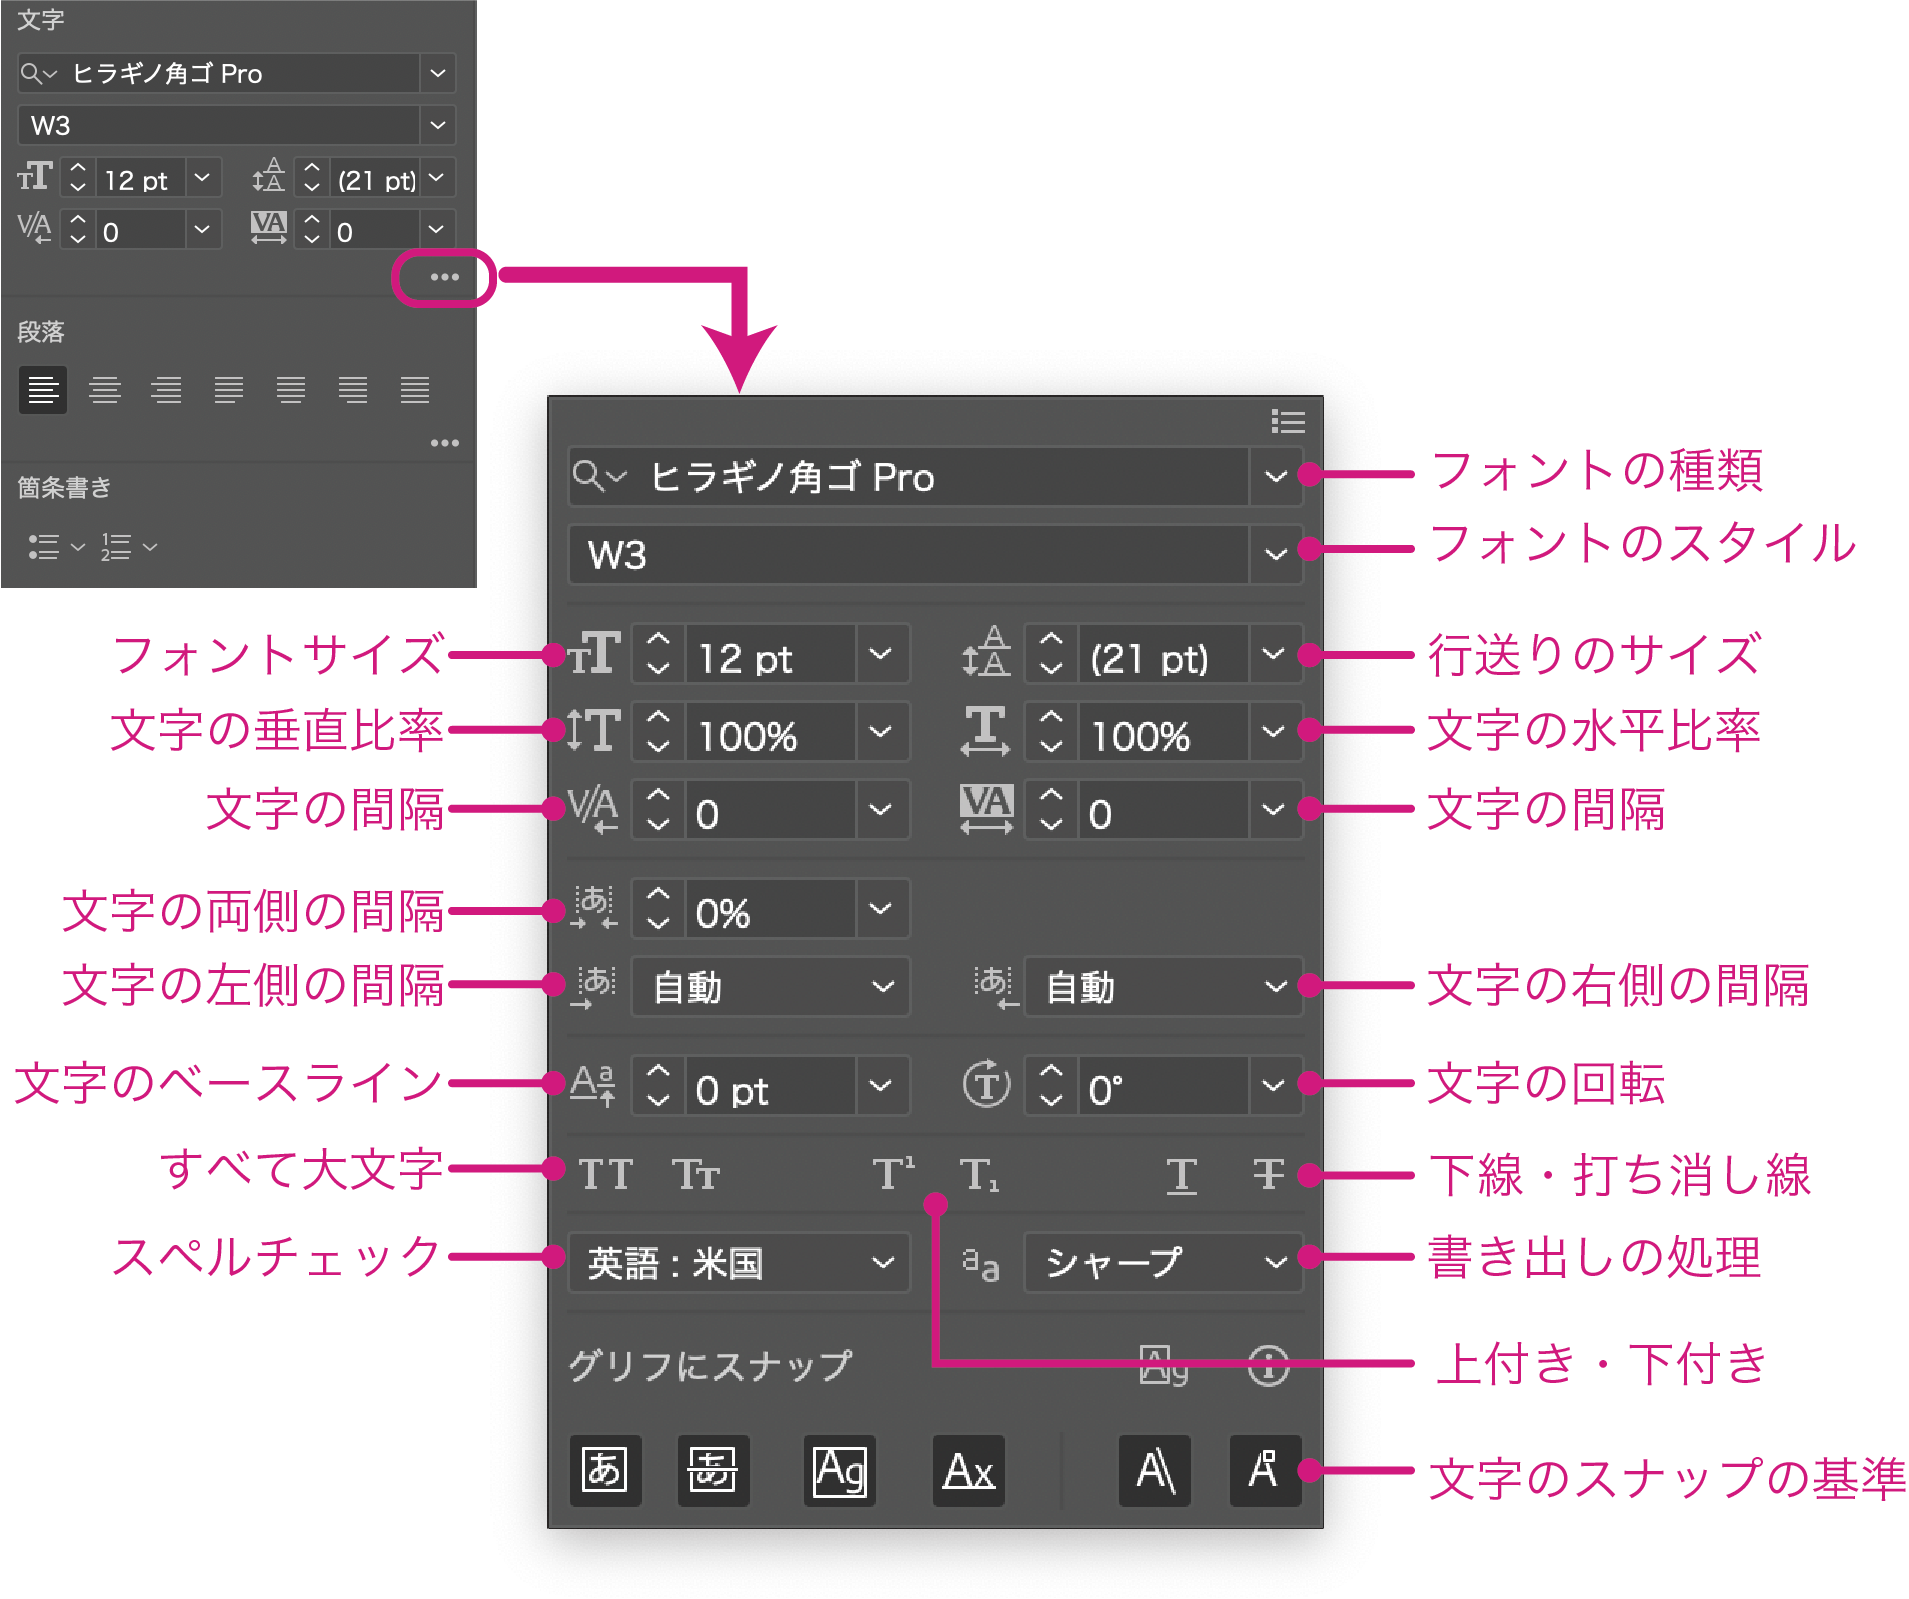 文字
ヒラギノ角ゴ Pro
W3
12 pt
(21 pt)
0
0
段落
箇条書き
ヒラギノ角ゴ Pro
フォントの種類
W3
フォントのスタイル
フォントサイズ
12 pt
(21 pt)
行送りのサイズ
文字の垂直比率
100%
100%
文字の水平比率
文字の間隔
0
0
文字の間隔
文字の両側の間隔
0%
文字の左側の間隔
自動
自動
文字の右側の間隔
文字のベースライン
0 pt
0°
文字の回転
すべて大文字
下線・打ち消し線
スペルチェック
英語 : 米国
シャープ
書き出しの処理
グリフにスナップ
上付き・下付き
文字のスナップの基準